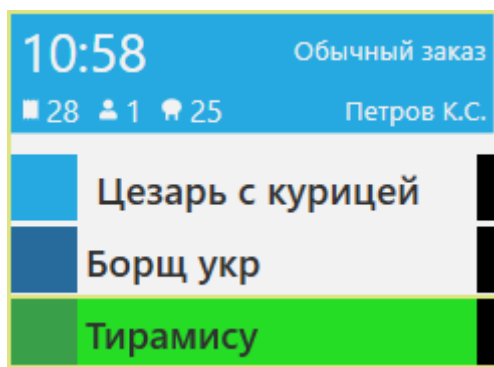 10:58 Обычный заказ
28 1 25 Петров К.С.
Цезарь с курицей
Борщ укр
Тирамису